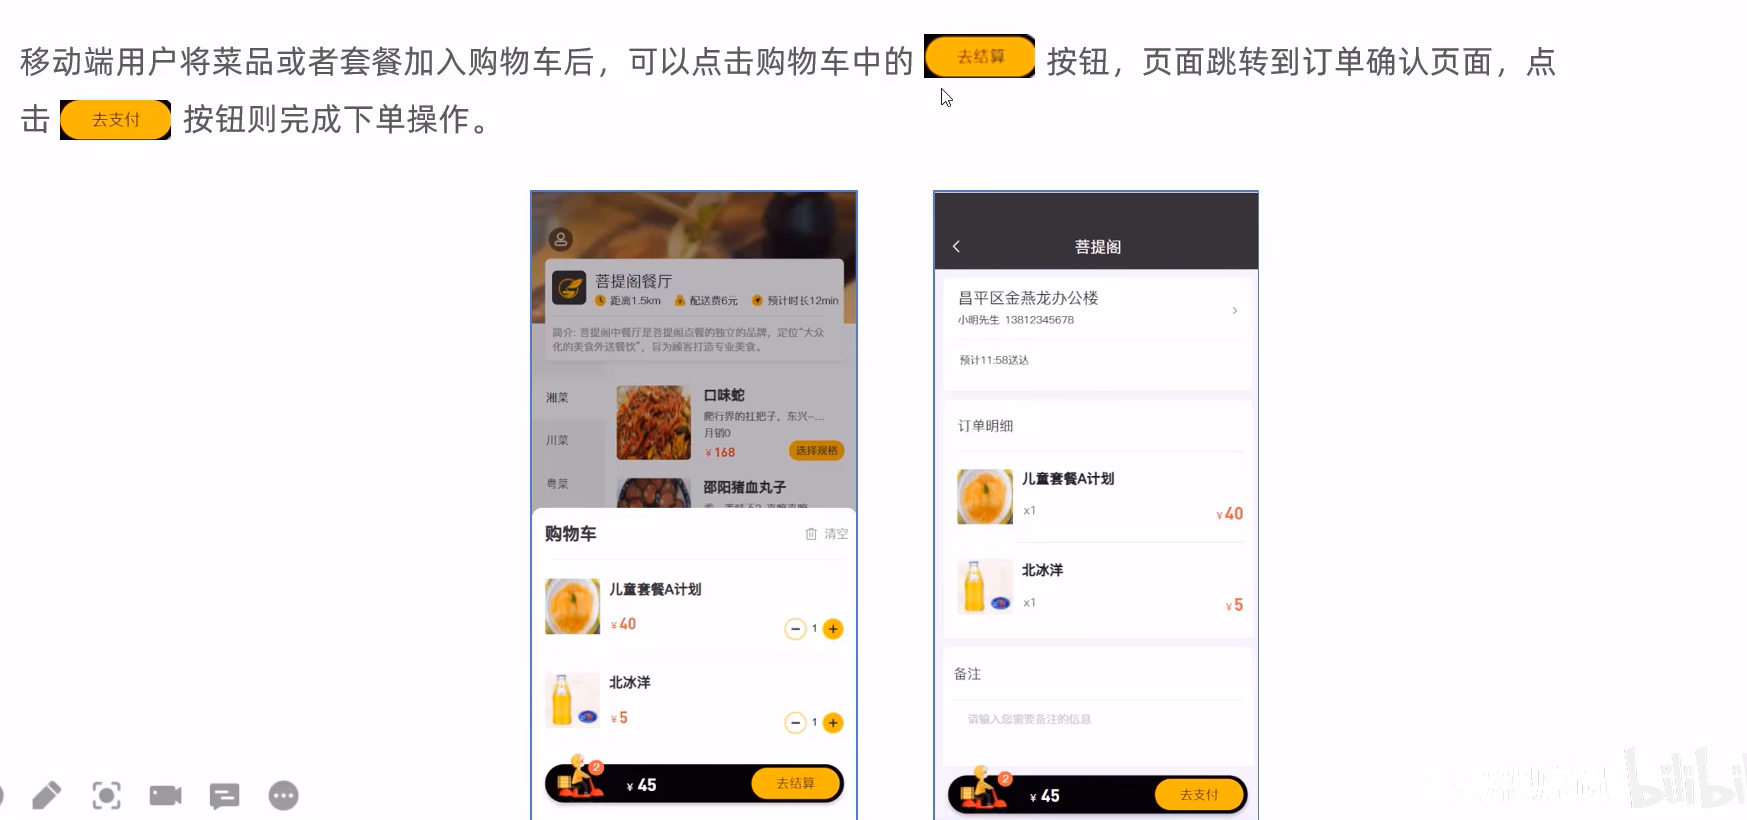 移动端用户将菜品或者套餐加入购物车后，可以点击购物车中的 去结算 按钮，页面跳转到订单确认页面，点
击 去支付 按钮则完成下单操作。
菩提阁餐厅
距离1.5km 配送费6元 预计时长12min
简介: 菩提阁中餐厅是菩提阁点餐的独立的品牌，定位“大众
化的美食外送餐饮”，旨为顾客打造专业美食。
湘菜
川菜
粤菜
口味蛇
爬行界的扛把子，东兴-...
月销0
¥168
选择规格
邵阳猪血丸子
购物车
清空
儿童套餐A计划
¥40
1
北冰洋
¥5
1
2
¥ 45
去结算
菩提阁
昌平区金燕龙办公楼
小明先生 13812345678
预计11:58送达
订单明细
儿童套餐A计划
x1
¥40
北冰洋
x1
¥5
备注
请输入您需要备注的信息
2
¥ 45
去支付
bilibili